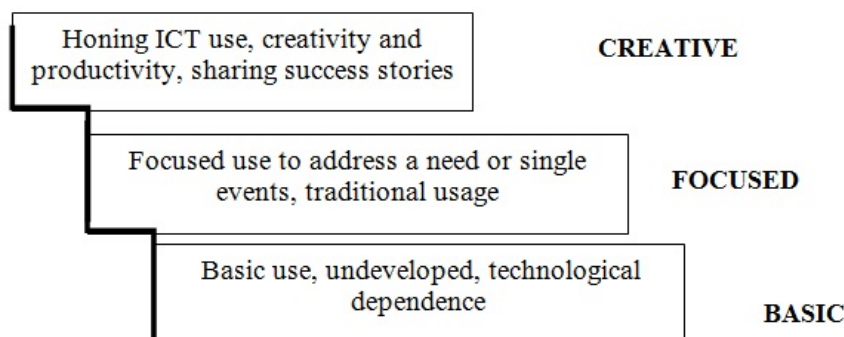 Honing ICT use, creativity and
productivity, sharing success stories
CREATIVE
Focused use to address a need or single
events, traditional usage
FOCUSED
Basic use, undeveloped, technological
dependence
BASIC